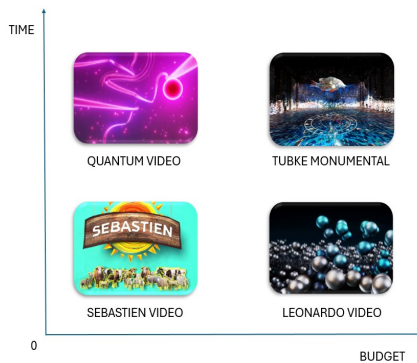 TIME
QUANTUM VIDEO
TUBKE MONUMENTAL
SEBASTIEN
SEBASTIEN VIDEO
LEONARDO VIDEO
0
BUDGET